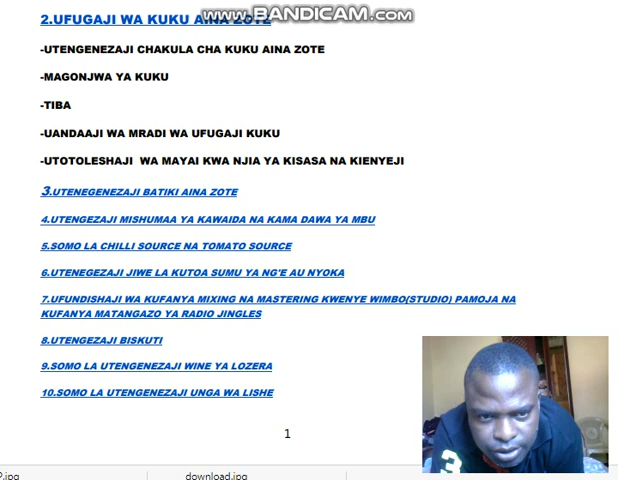 www.BANDICAM.com
2.UFUGAJI WA KUKU AINA ZOTE
-UTENGENEZAJI CHAKULA CHA KUKU AINA ZOTE
-MAGONJWA YA KUKU
-TIBA
-UANDAAJI WA MRADI WA UFUGAJI KUKU
-UTOTOLESHAJI WA MAYAI KWA NJIA YA KISASA NA KIENYEJI
3.UTENEGENEZAJI BATIKI AINA ZOTE
4.UTENGEZAJI MISHUMAA YA KAWAIDA NA KAMA DAWA YA MBU
5.SOMO LA CHILLI SOURCE NA TOMATO SOURCE
6.UTENEGEZAJI JIWE LA KUTOA SUMU YA NG'E AU NYOKA
7.UFUNDISHAJI WA KUFANYA MIXING NA MASTERING KWENYE WIMBO(STUDIO) PAMOJA NA
KUFANYA MATANGAZO YA RADIO JINGLES
8.UTENGEZAJI BISKUTI
9.SOMO LA UTENGENEZAJI WINE YA LOZERA
10.SOMO LA UTENGENEZAJI UNGA WA LISHE
1
3
P.jpg
download.jpg